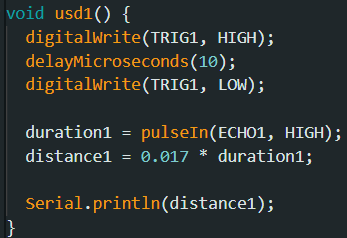 void usd1() {
  digitalWrite(TRIG1, HIGH);
  delayMicroseconds(10);
  digitalWrite(TRIG1, LOW);

  duration1 = pulseIn(ECHO1, HIGH);
  distance1 = 0.017 * duration1;

  Serial.println(distance1);
}